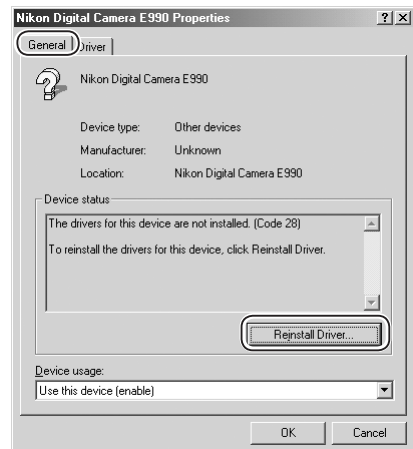 Nikon Digital Camera E990 Properties
General
Driver
Nikon Digital Camera E990
Device type: Other devices
Manufacturer: Unknown
Location: Nikon Digital Camera E990
Device status
The drivers for this device are not installed. (Code 28)
To reinstall the drivers for this device, click Reinstall Driver.
Reinstall Driver...
Device usage:
Use this device (enable)
OK Cancel